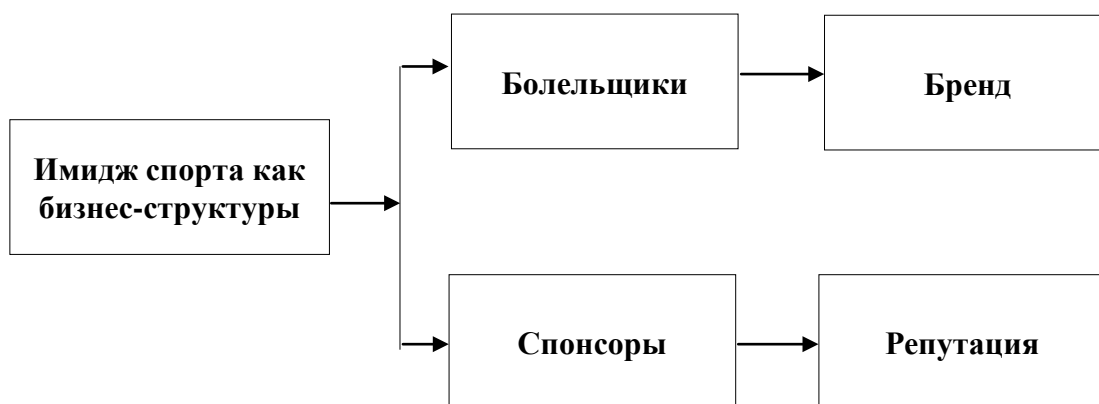 Болельщики
Бренд
Имидж спорта как
бизнес-структуры
Спонсоры
Репутация